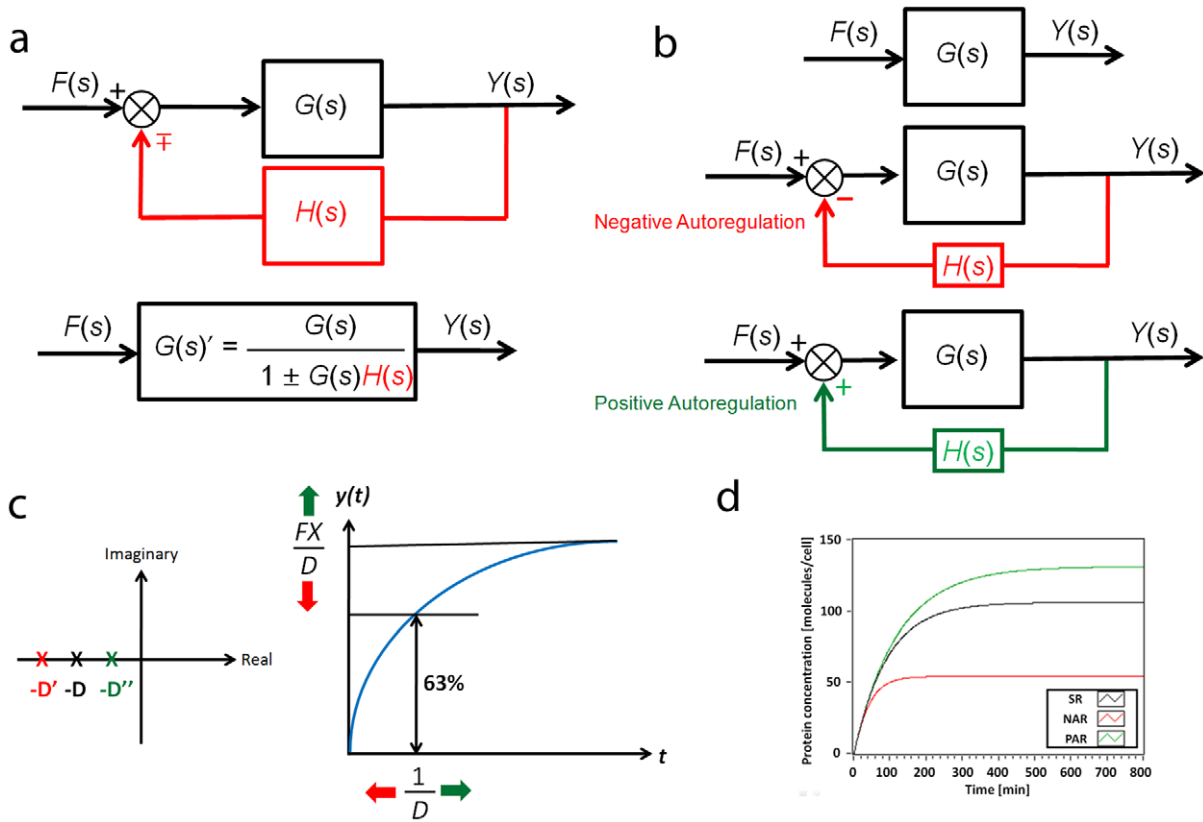 a
F(s)
+
∓
G(s)
Y(s)
H(s)
F(s)
G(s)′ = G(s) / 1 ± G(s)H(s)
Y(s)
b
F(s)
G(s)
Y(s)
F(s)
+
−
G(s)
Y(s)
Negative Autoregulation
H(s)
F(s)
+
+
G(s)
Y(s)
Positive Autoregulation
H(s)
c
Imaginary
Real
X X X
-D' -D -D''
y(t)
FX
D
63%
t
1
D
d
Protein concentration [molecules/cell]
150
100
50
0
0 100 200 300 400 500 600 700 800
Time [min]
SR
NAR
PAR